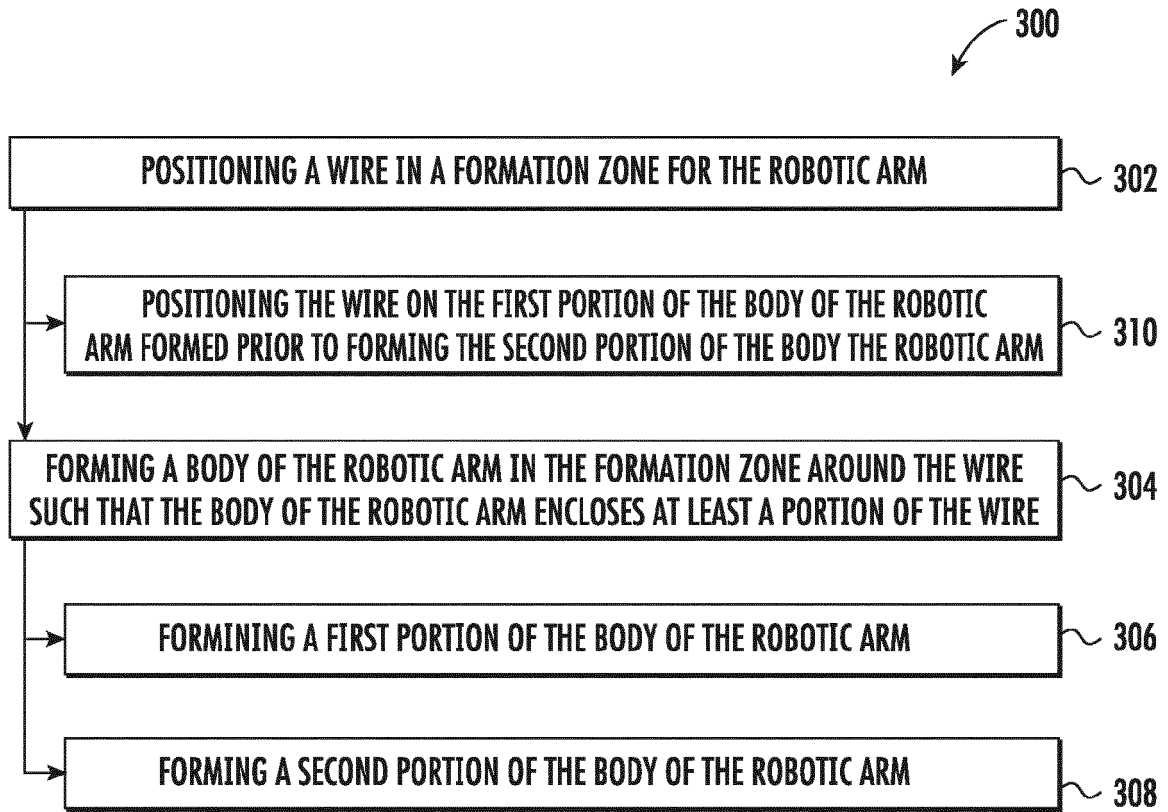 300
POSITIONING A WIRE IN A FORMATION ZONE FOR THE ROBOTIC ARM
302
POSITIONING THE WIRE ON THE FIRST PORTION OF THE BODY OF THE ROBOTIC
ARM FORMED PRIOR TO FORMING THE SECOND PORTION OF THE BODY THE ROBOTIC ARM
310
FORMING A BODY OF THE ROBOTIC ARM IN THE FORMATION ZONE AROUND THE WIRE
SUCH THAT THE BODY OF THE ROBOTIC ARM ENCLOSES AT LEAST A PORTION OF THE WIRE
304
FORMINING A FIRST PORTION OF THE BODY OF THE ROBOTIC ARM
306
FORMING A SECOND PORTION OF THE BODY OF THE ROBOTIC ARM
308